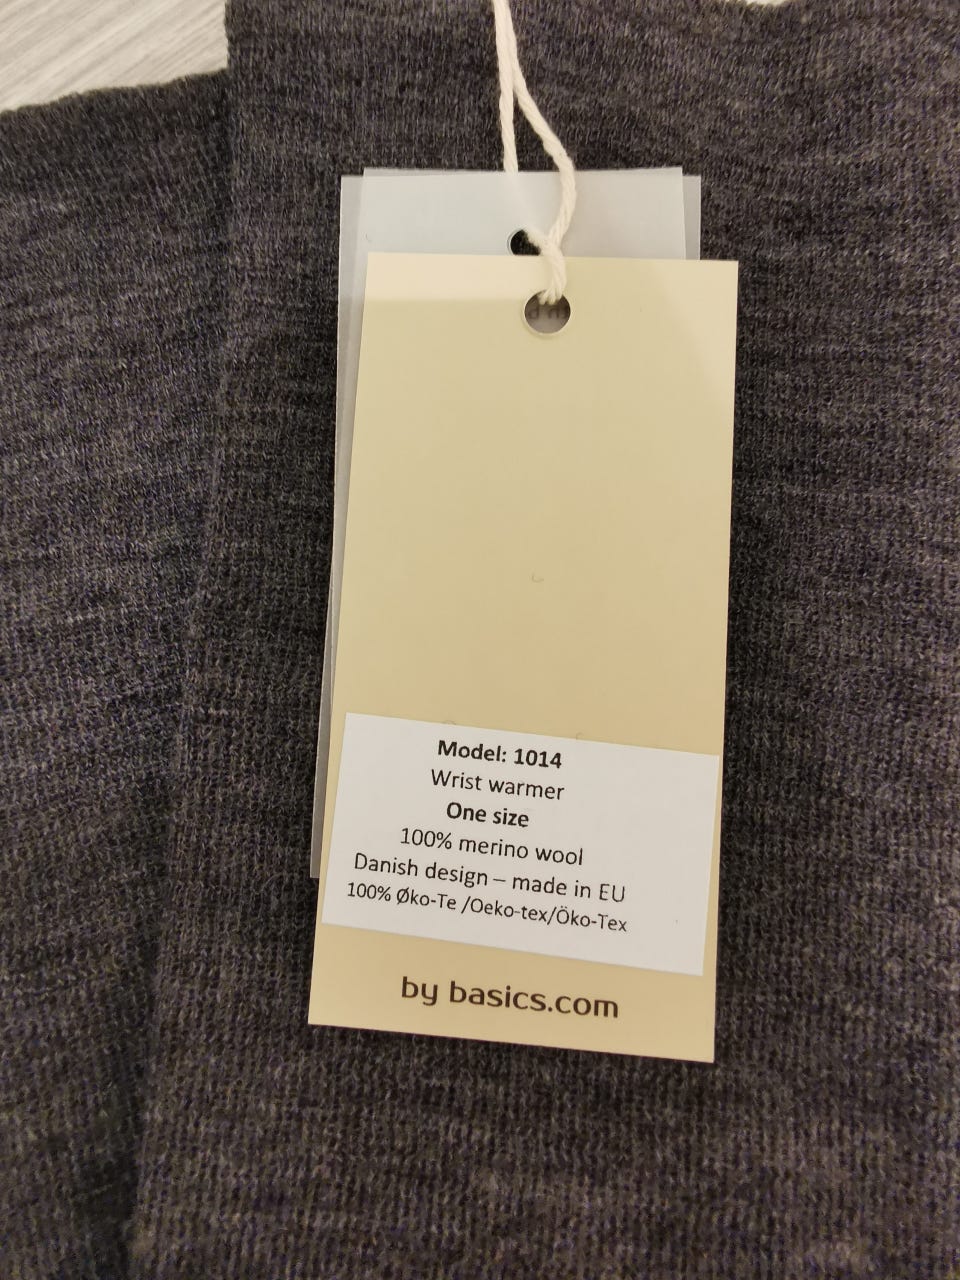 Model: 1014
Wrist warmer
One size
100% merino wool
Danish design – made in EU
100% Øko-Te /Oeko-tex/Öko-Tex
by basics.com